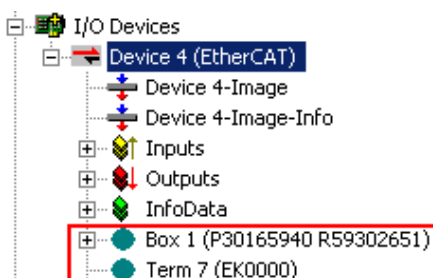 I/O Devices
Device 4 (EtherCAT)
Device 4-Image
Device 4-Image-Info
Inputs
Outputs
InfoData
Box 1 (P30165940 R59302651)
Term 7 (EK0000)